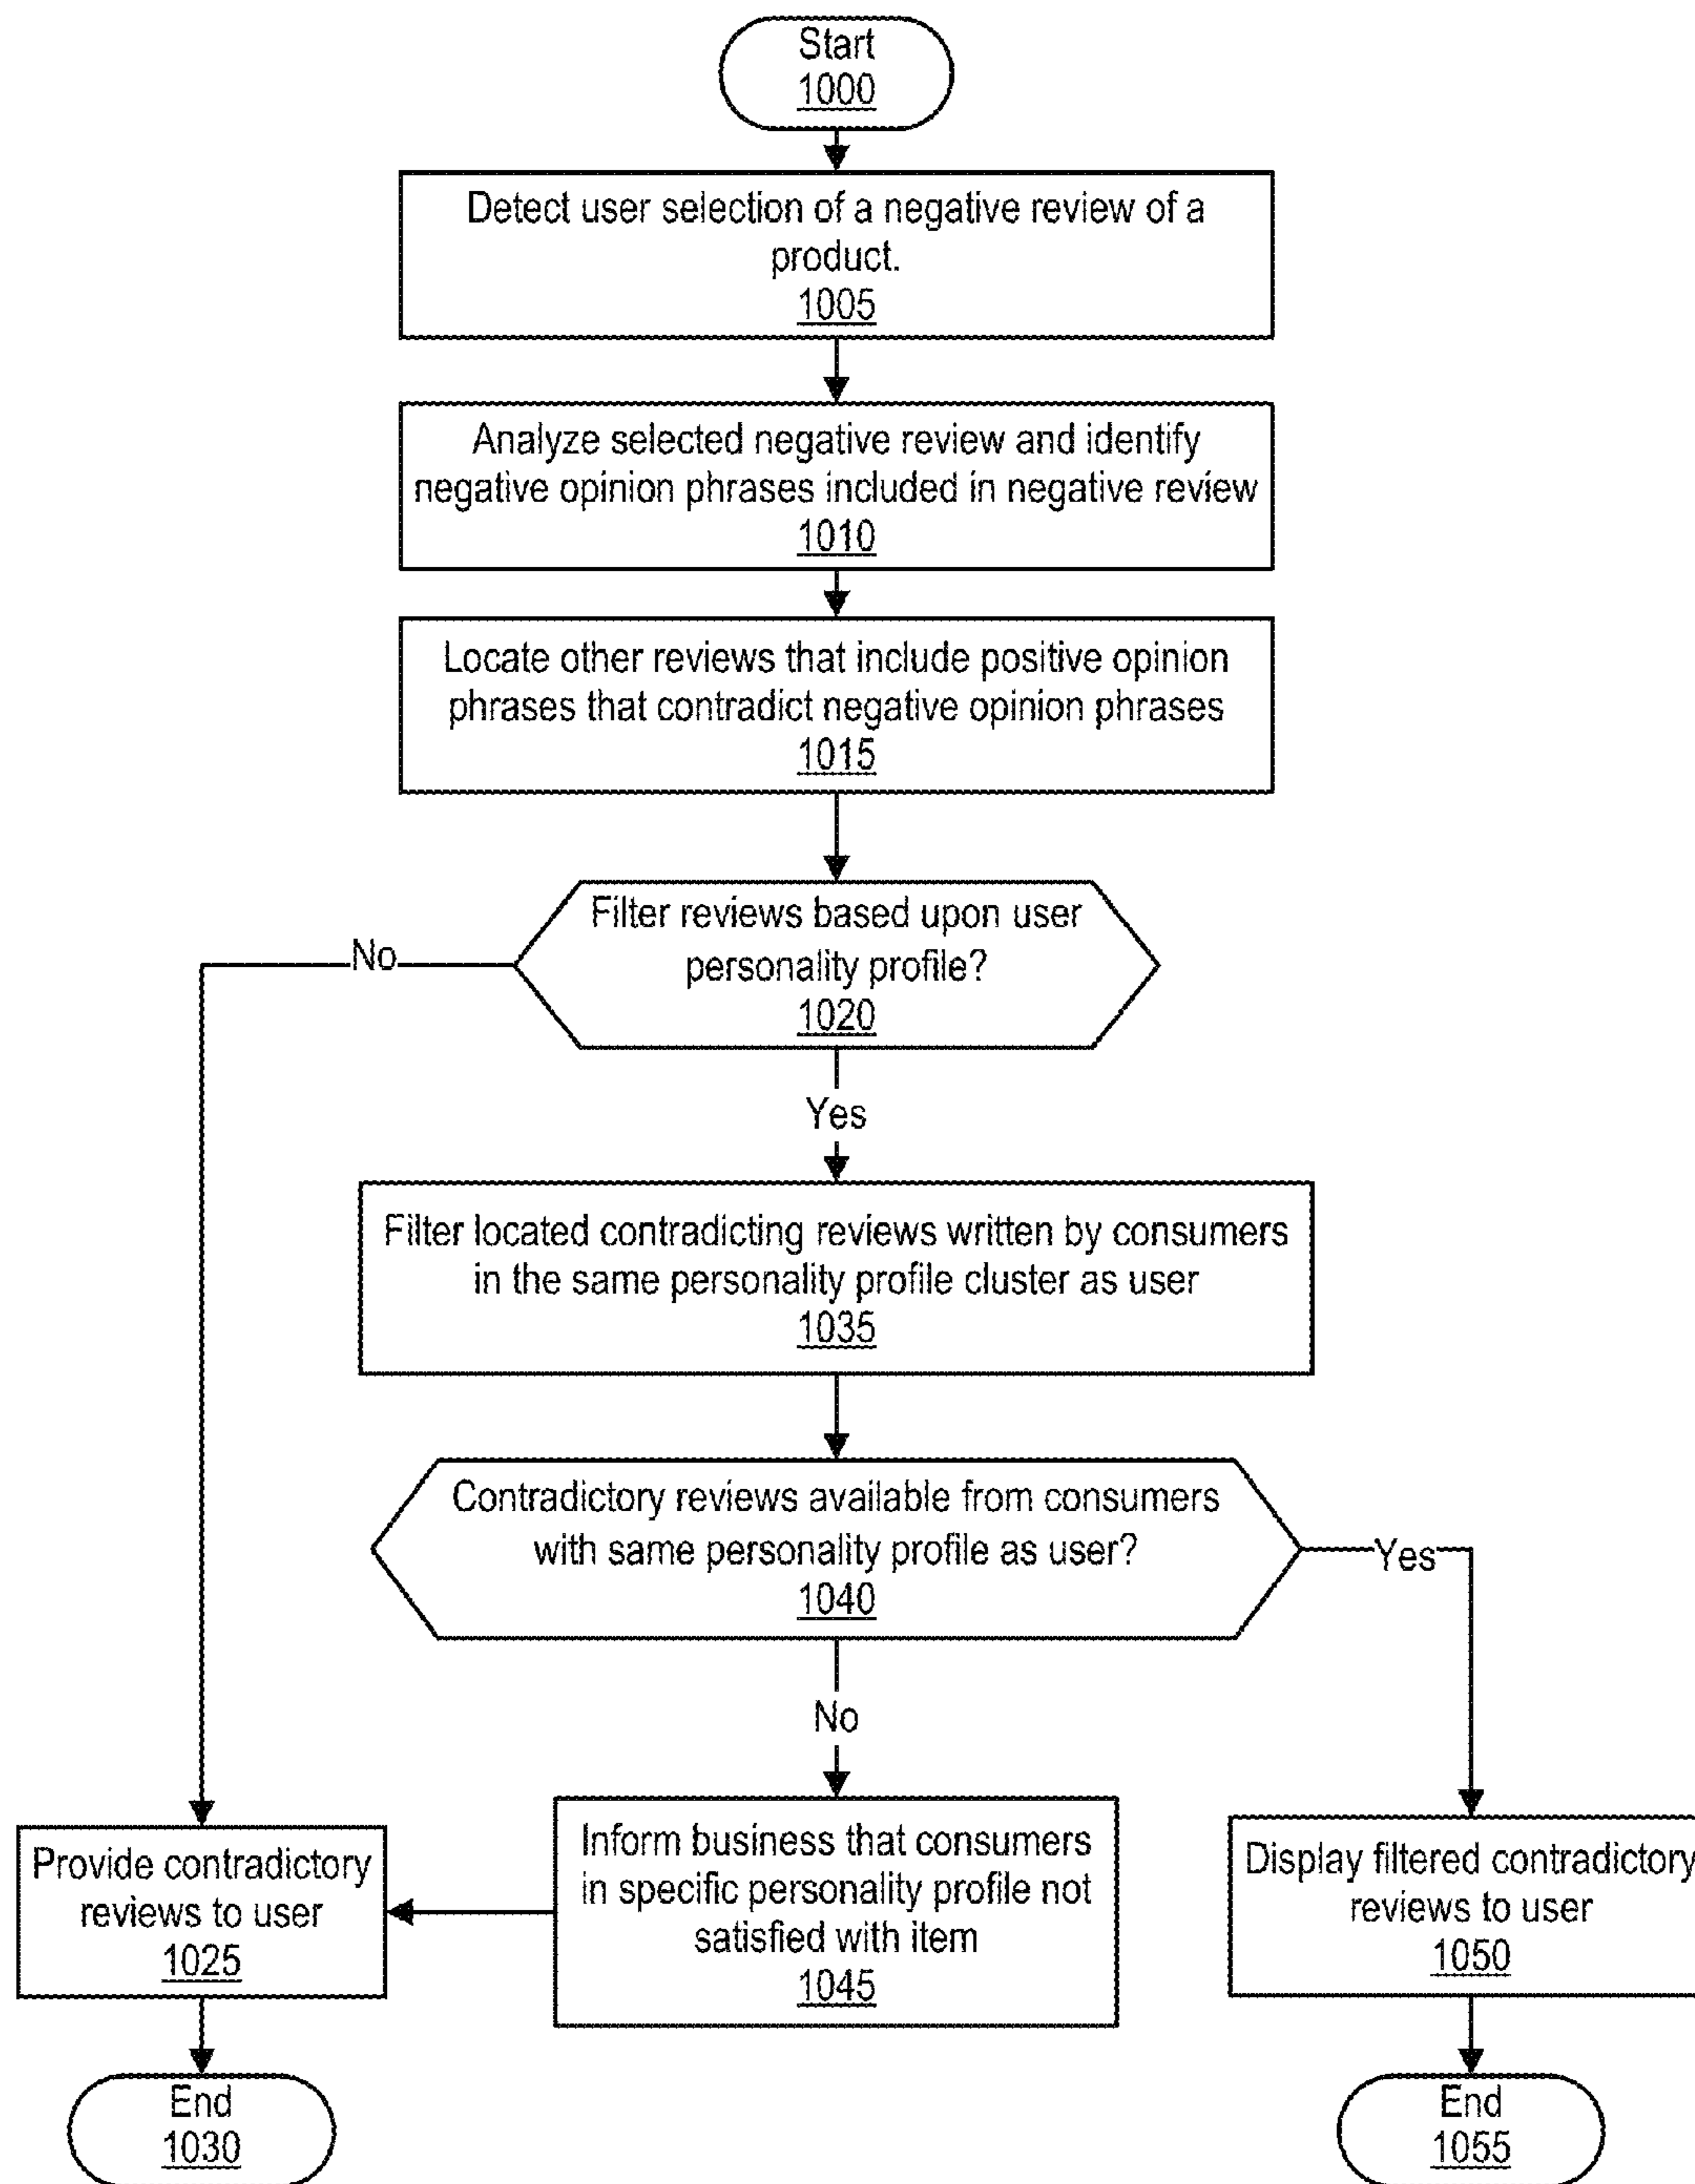 Start
1000
Detect user selection of a negative review of a
product.
1005
Analyze selected negative review and identify
negative opinion phrases included in negative review
1010
Locate other reviews that include positive opinion
phrases that contradict negative opinion phrases
1015
Filter reviews based upon user
personality profile?
1020
No
Yes
Filter located contradicting reviews written by consumers
in the same personality profile cluster as user
1035
Contradictory reviews available from consumers
with same personality profile as user?
1040
Yes
No
Provide contradictory
reviews to user
1025
Inform business that consumers
in specific personality profile not
satisfied with item
1045
Display filtered contradictory
reviews to user
1050
End
1030
End
1055